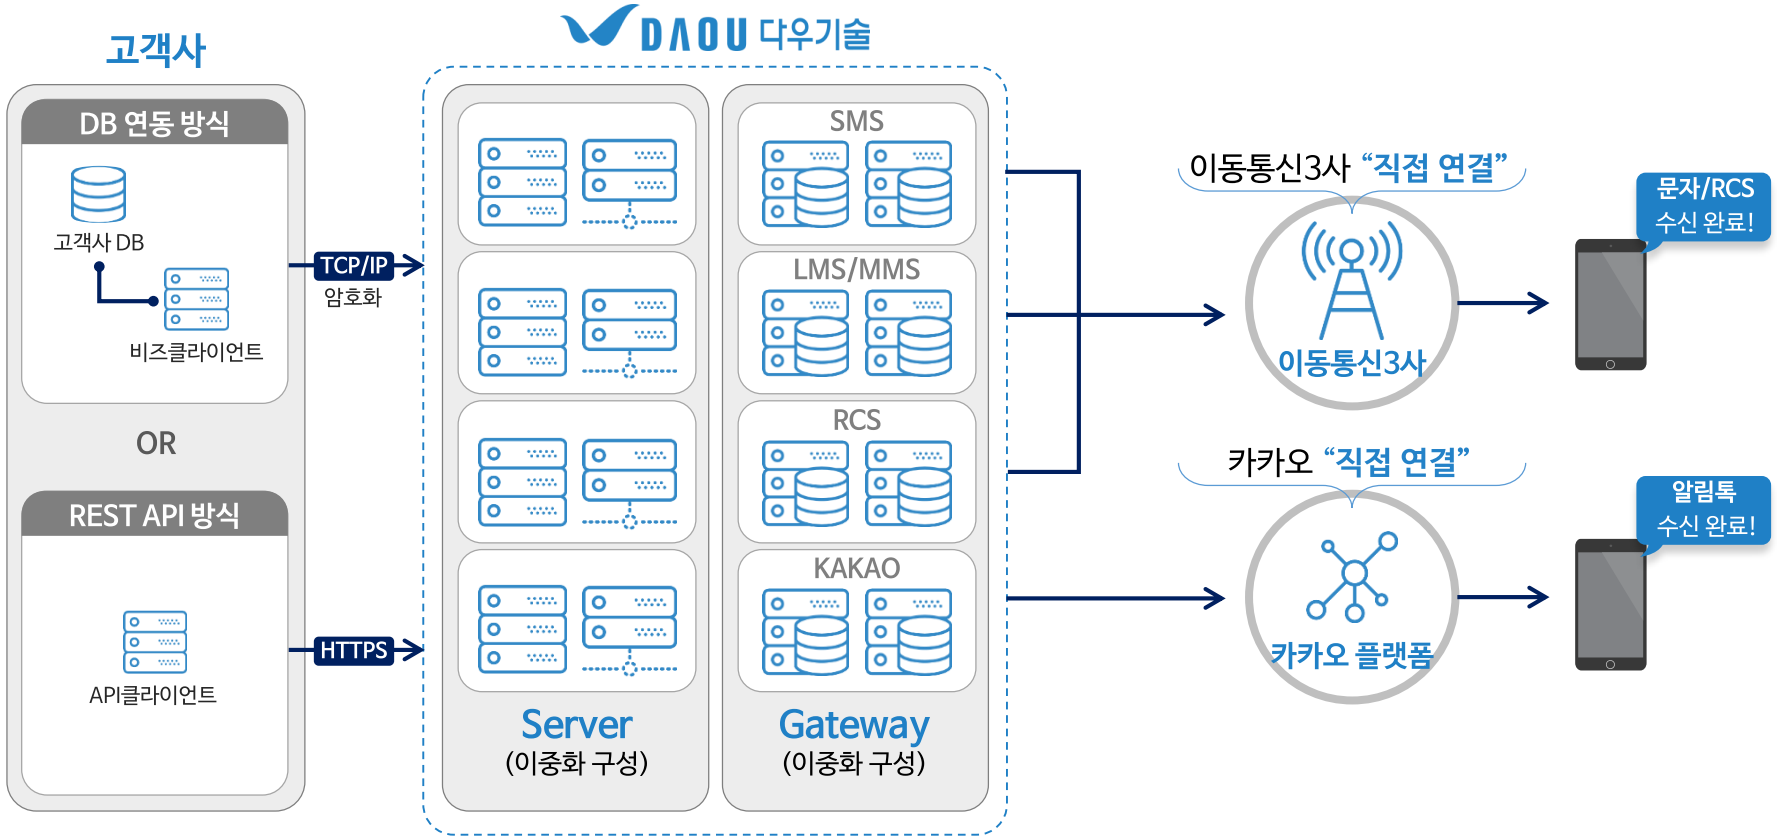 고객사
DB 연동 방식
고객사 DB
비즈클라이언트
OR
REST API 방식
API클라이언트
TCP/IP
암호화
HTTPS
DAOU 다우기술
Server
(이중화 구성)
SMS
LMS/MMS
RCS
KAKAO
Gateway
(이중화 구성)
이동통신3사 “직접 연결”
이동통신3사
문자/RCS
수신 완료!
카카오 “직접 연결”
카카오 플랫폼
알림톡
수신 완료!